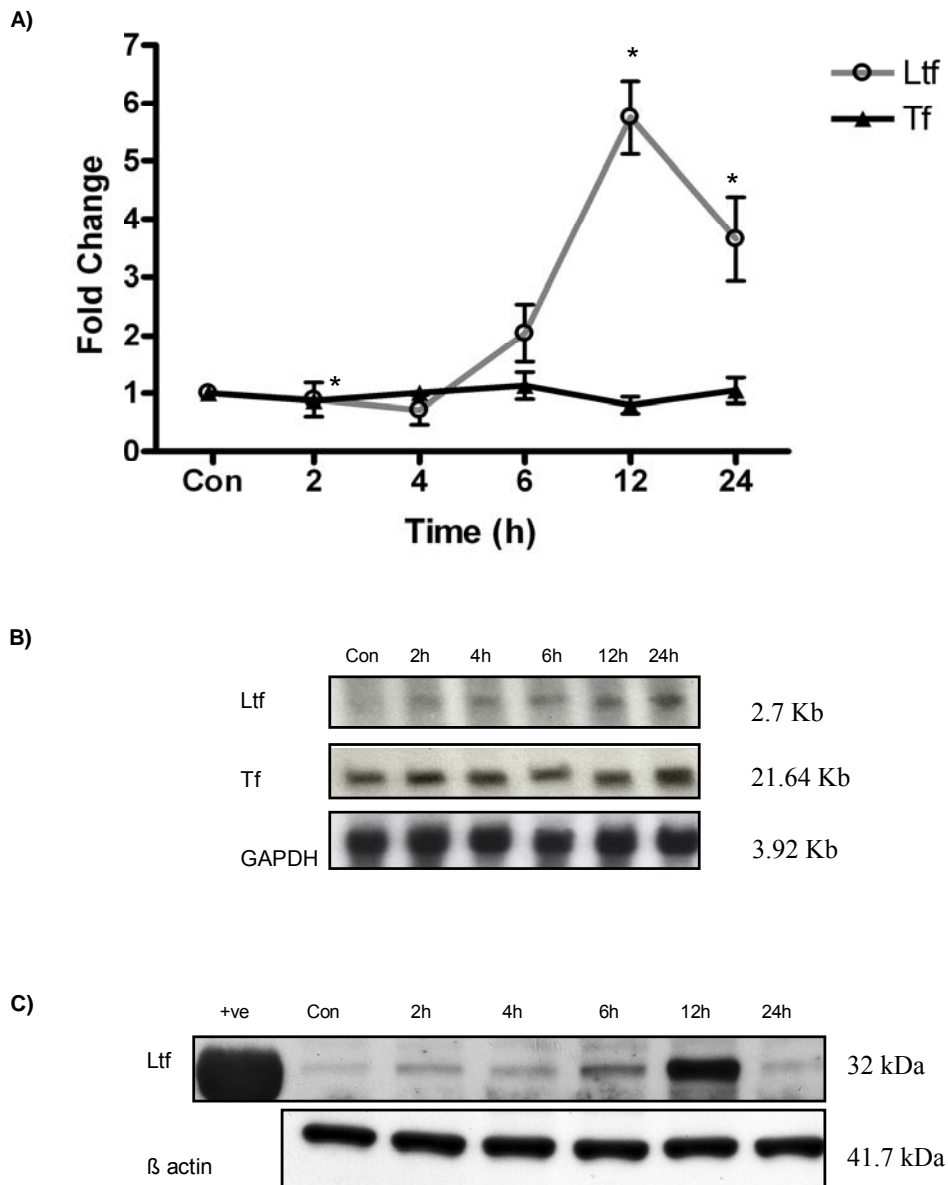 A)
7
6
5
4
3
2
1
0
Fold Change
*
*
*
Ltf
Tf
Con 2 4 6 12 24
Time (h)
B)
Con 2h 4h 6h 12h 24h
Ltf 2.7 Kb
Tf 21.64 Kb
GAPDH 3.92 Kb
C)
+ve Con 2h 4h 6h 12h 24h
Ltf 32 kDa
ß actin 41.7 kDa